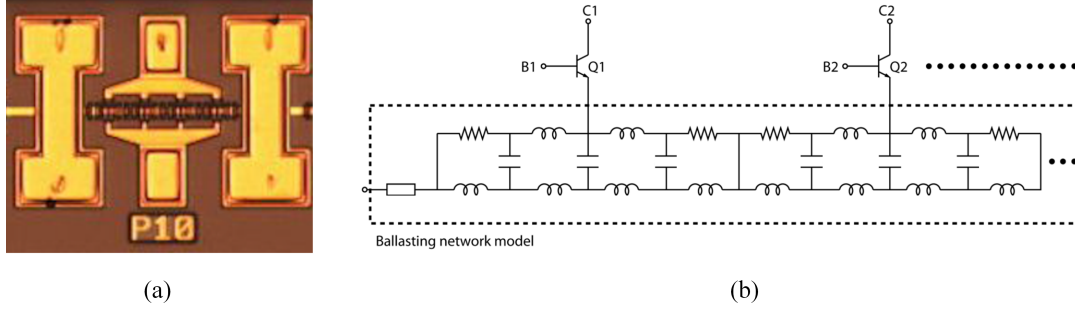 C1
C2
B1
Q1
B2
Q2
P10
Ballasting network model
(a)
(b)